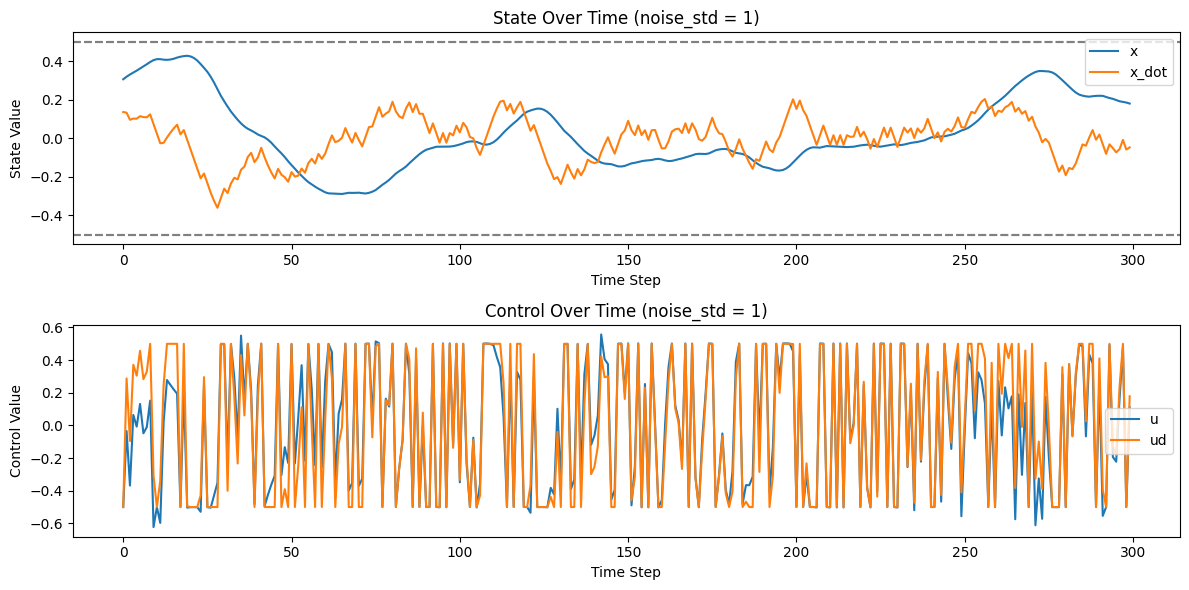 State Over Time (noise_std = 1)
State Value
0.4
0.2
0.0
−0.2
−0.4
x
x_dot
0
50
100
150
200
250
300
Time Step
Control Over Time (noise_std = 1)
Control Value
0.6
0.4
0.2
0.0
−0.2
−0.4
−0.6
u
ud
0
50
100
150
200
250
300
Time Step